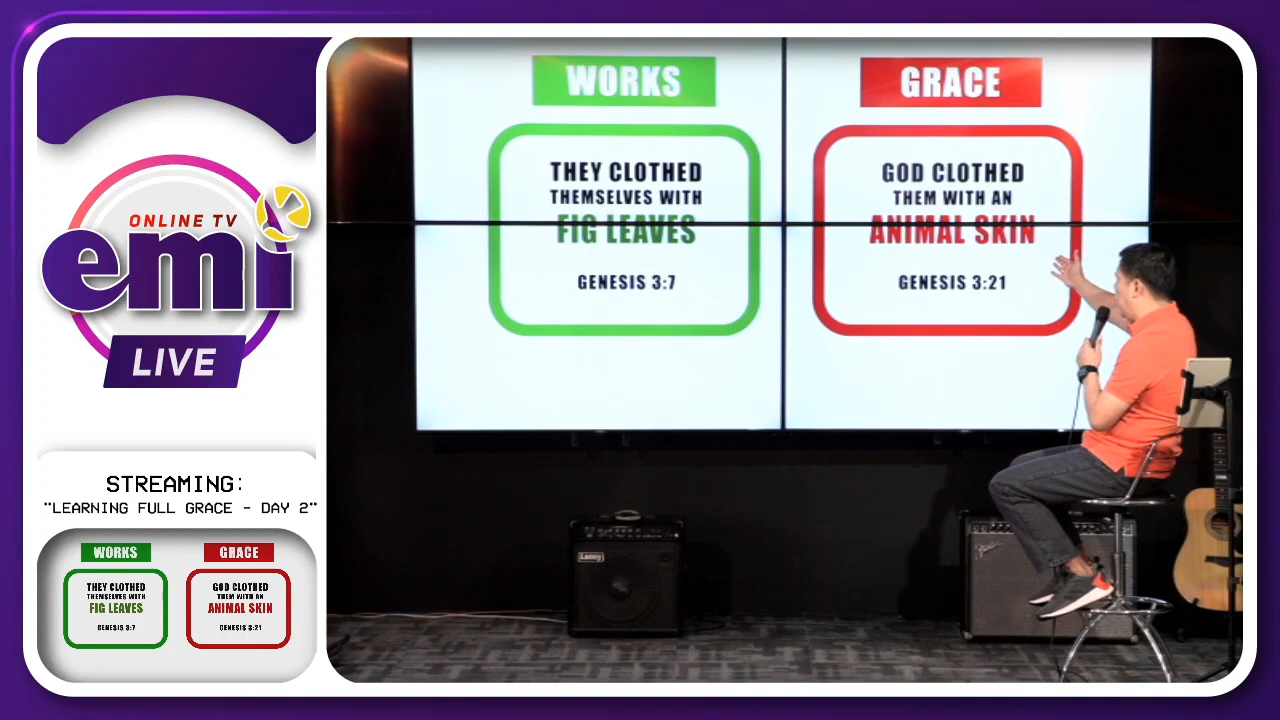 ONLINE TV
emi
LIVE
STREAMING:
"LEARNING FULL GRACE - DAY 2"
WORKS
THEY CLOTHED
THEMSELVES WITH
FIG LEAVES
GENESIS 3:7
GRACE
GOD CLOTHED
THEM WITH AN
ANIMAL SKIN
GENESIS 3:21
WORKS
THEY CLOTHED
THEMSELVES WITH
FIG LEAVES
GENESIS 3:7
GRACE
GOD CLOTHED
THEM WITH AN
ANIMAL SKIN
GENESIS 3:21
Laney
Fender